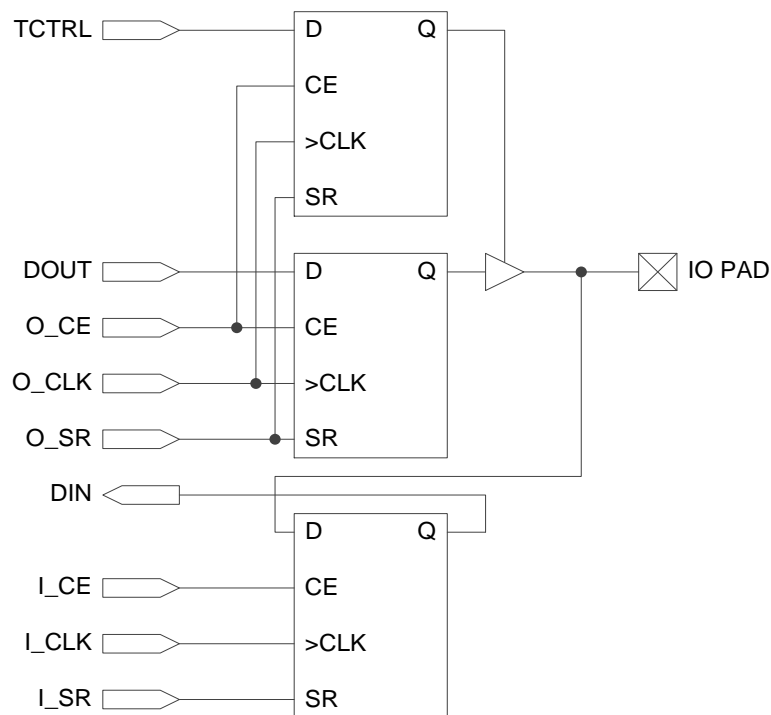 TCTRL
D Q
CE
>CLK
SR
DOUT
D Q
IO PAD
O_CE
CE
O_CLK
>CLK
O_SR
SR
DIN
D Q
I_CE
CE
I_CLK
>CLK
I_SR
SR